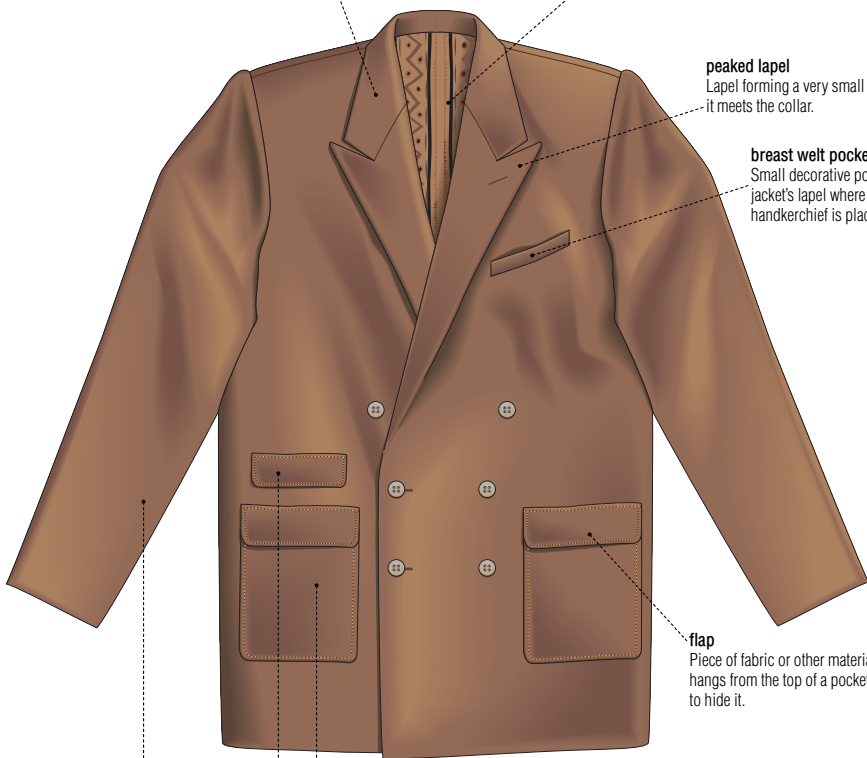 peaked lapel
Lapel forming a very small
it meets the collar.
breast welt pocke
Small decorative po
jacket's lapel where
handkerchief is plac
flap
Piece of fabric or other materia
hangs from the top of a pocket
to hide it.